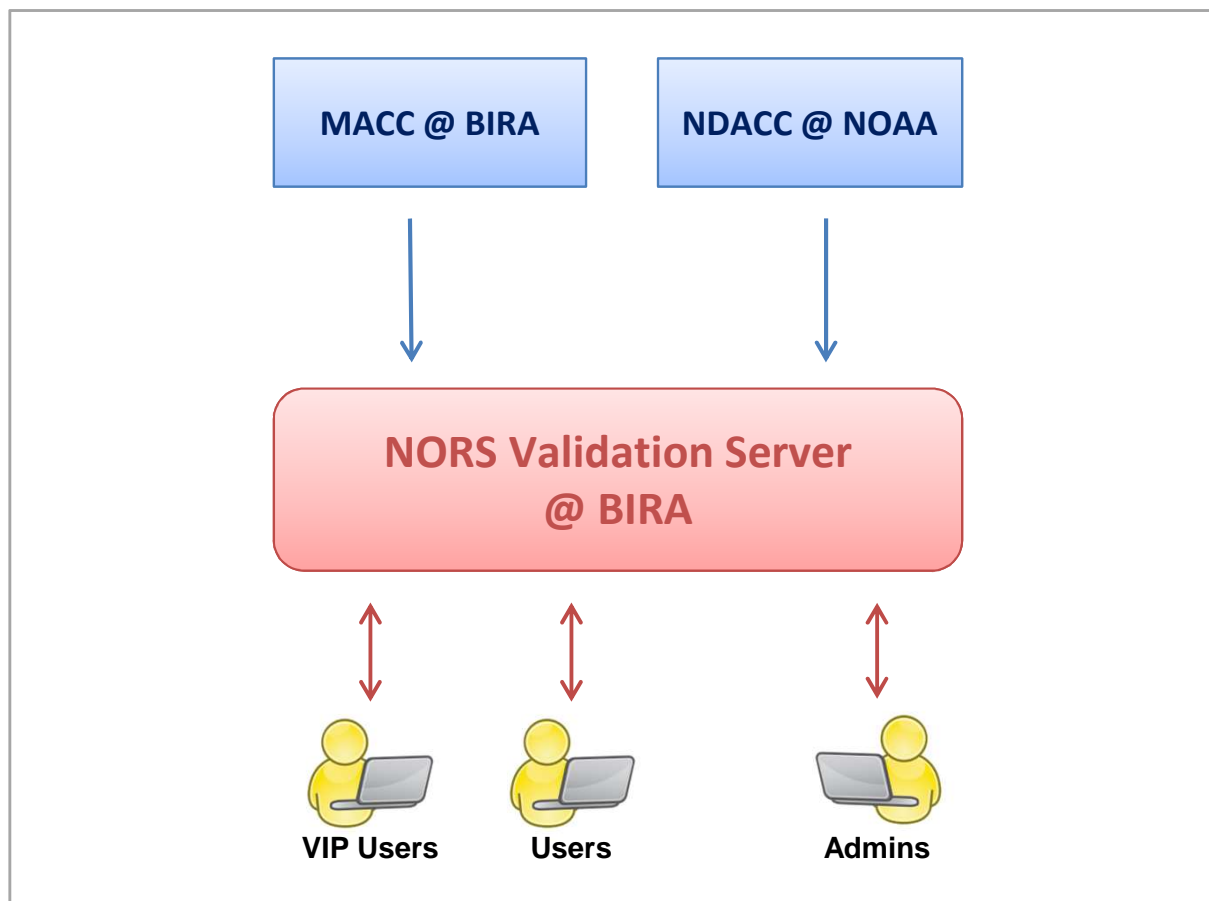 MACC @ BIRA
NDACC @ NOAA
NORS Validation Server
@ BIRA
VIP Users
Users
Admins